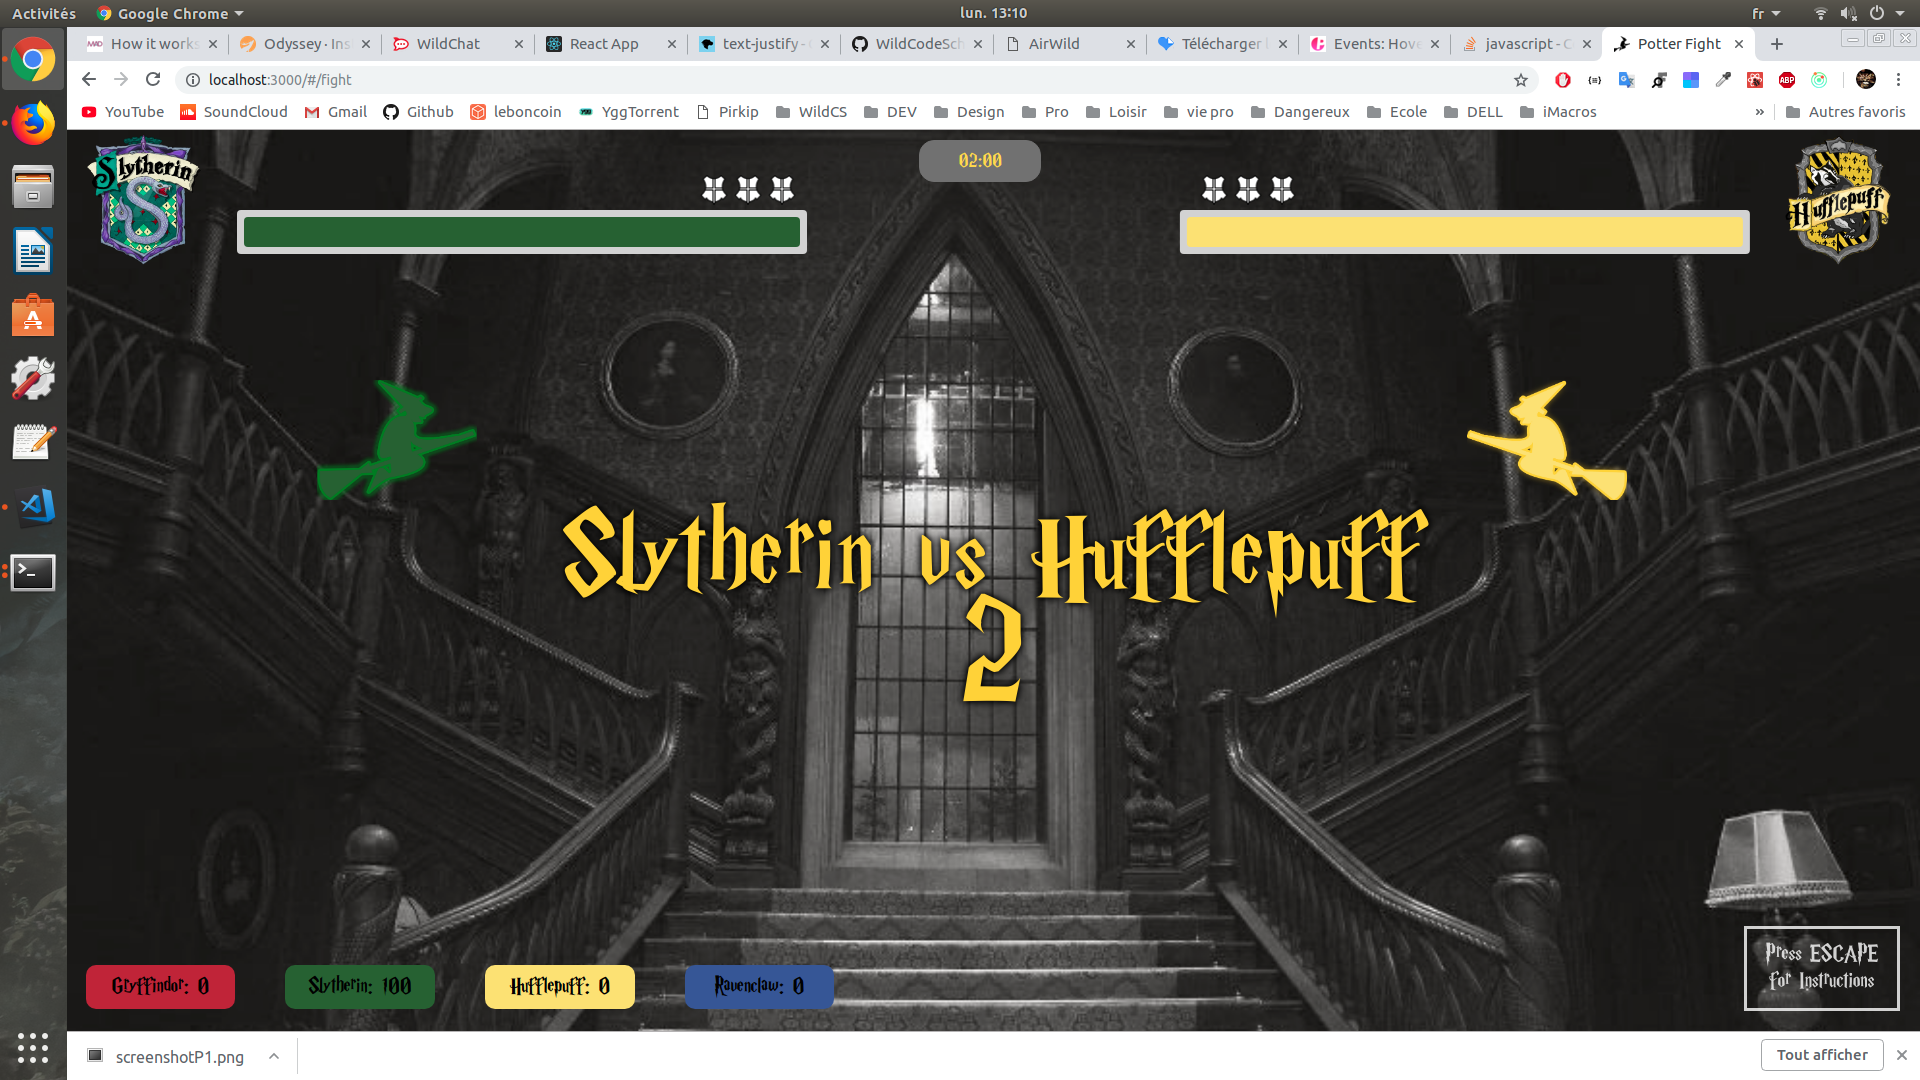 Activités Google Chrome lun. 13:10 fr
How it works Odyssey · Ins WildChat React App text-justify - WildCodeSch AirWild Télécharger Events: Hove javascript - C Potter Fight
localhost:3000/#/fight ABP
YouTube SoundCloud Gmail Github leboncoin YggTorrent Pirkip WildCS DEV Design Pro Loisir vie pro Dangereux Ecole DELL iMacros » Autres favoris
Slytherin
02:00
Hufflepuff
Slytherin vs Hufflepuff
2
Press ESCAPE
For Instructions
Gryffindor: 0 Slytherin: 100 Hufflepuff: 0 Ravenclaw: 0
screenshotP1.png Tout afficher